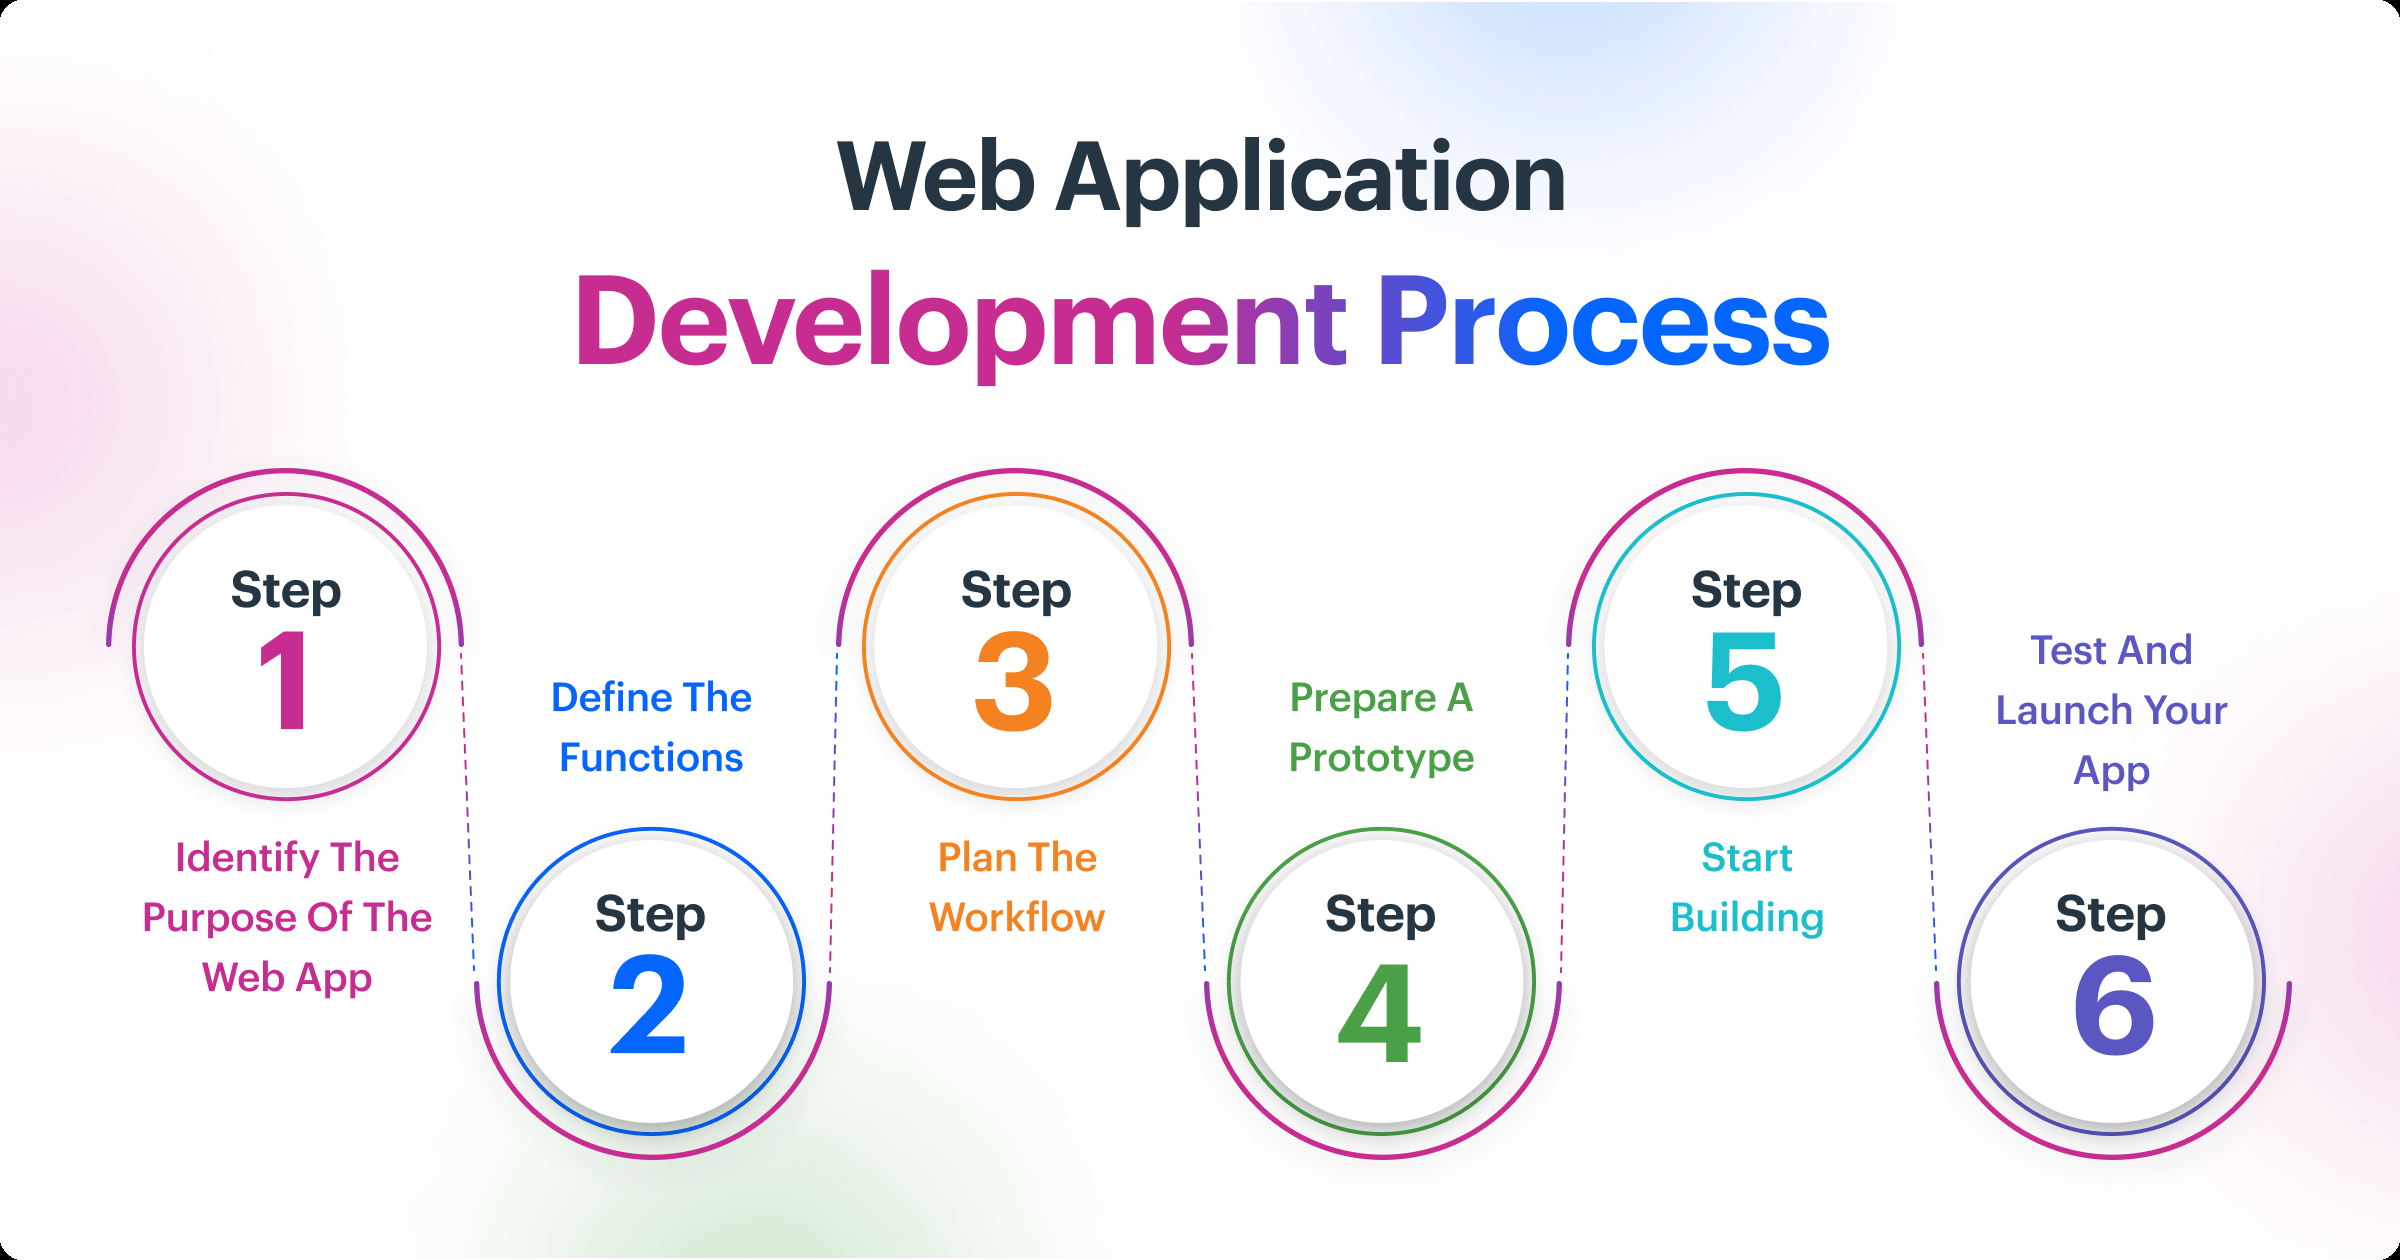 Web Application
Development Process
Step
1
Identify The
Purpose Of The
Web App
Define The
Functions
Step
2
Step
3
Plan The
Workflow
Prepare A
Prototype
Step
4
Step
5
Start
Building
Test And
Launch Your
App
Step
6